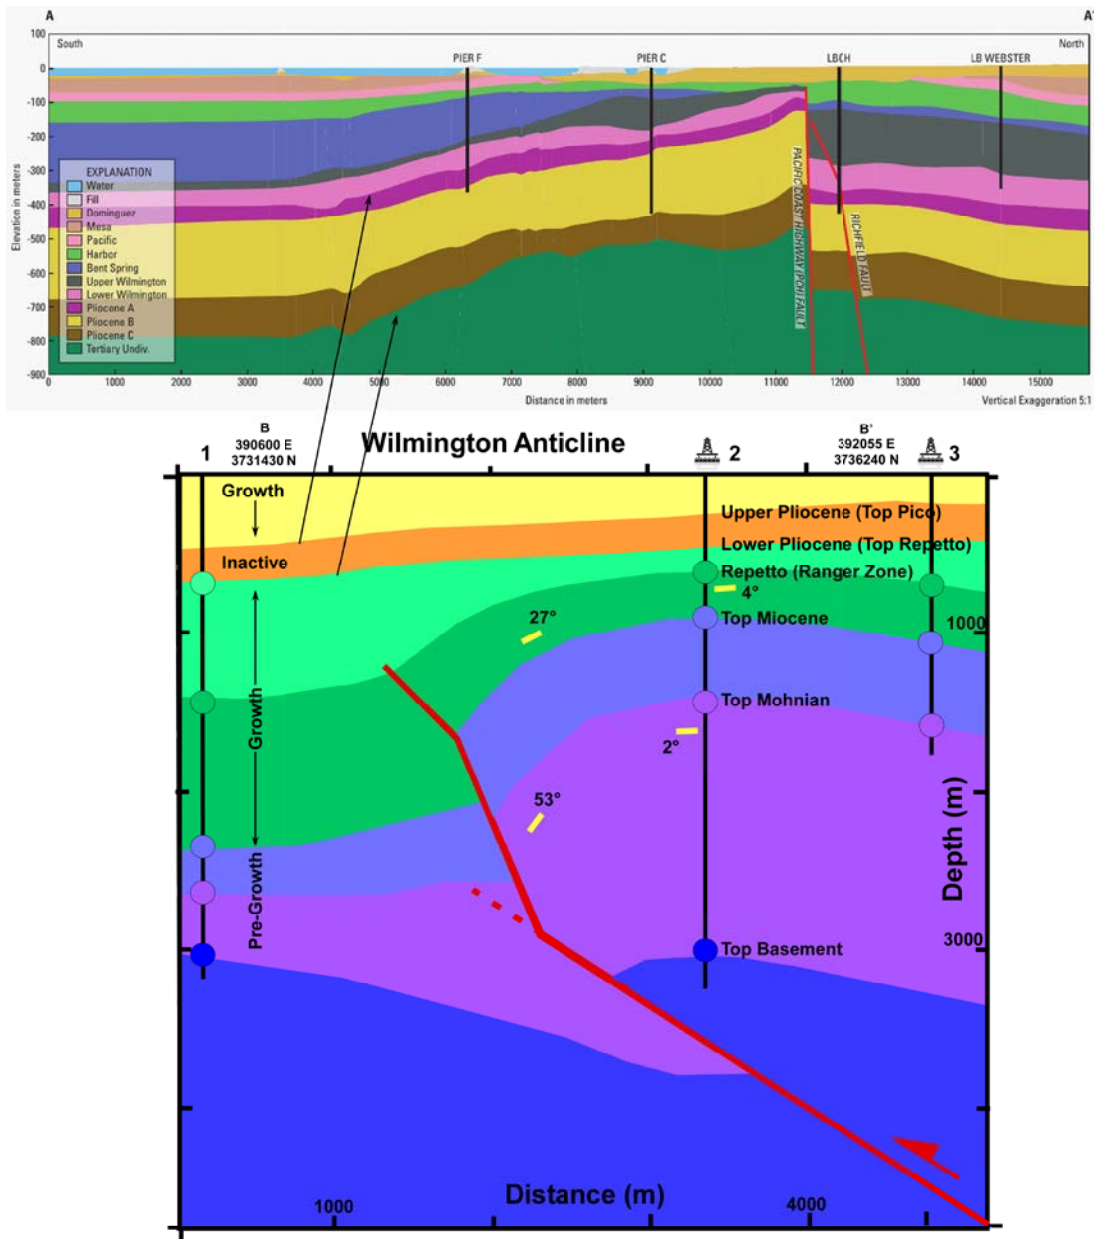 A
A'
South
North
PIER F
PIER C
LBCH
LB WEBSTER
100
0
-100
-200
-300
-400
-500
-600
-700
-800
-900
Elevation in meters
EXPLANATION
Water
Fill
Dominguez
Mesa
Pacific
Harbor
Bent Spring
Upper Wilmington
Lower Wilmington
Pliocene A
Pliocene B
Pliocene C
Tertiary Undiv.
PACIFIC COAST HIGHWAY (PCH) FAULT
RICHFIELD FAULT
0
1000
2000
3000
4000
5000
6000
7000
8000
9000
10000
11000
12000
13000
14000
15000
Distance in meters
Vertical Exaggeration 5:1
B
390600 E
3731430 N
Wilmington Anticline
B'
392055 E
3736240 N
1
2
3
Growth
Inactive
Growth
Pre-Growth
Upper Pliocene (Top Pico)
Lower Pliocene (Top Repetto)
Repetto (Ranger Zone)
4°
27°
Top Miocene
1000
Top Mohnian
2°
53°
Depth (m)
Top Basement
3000
Distance (m)
1000
4000